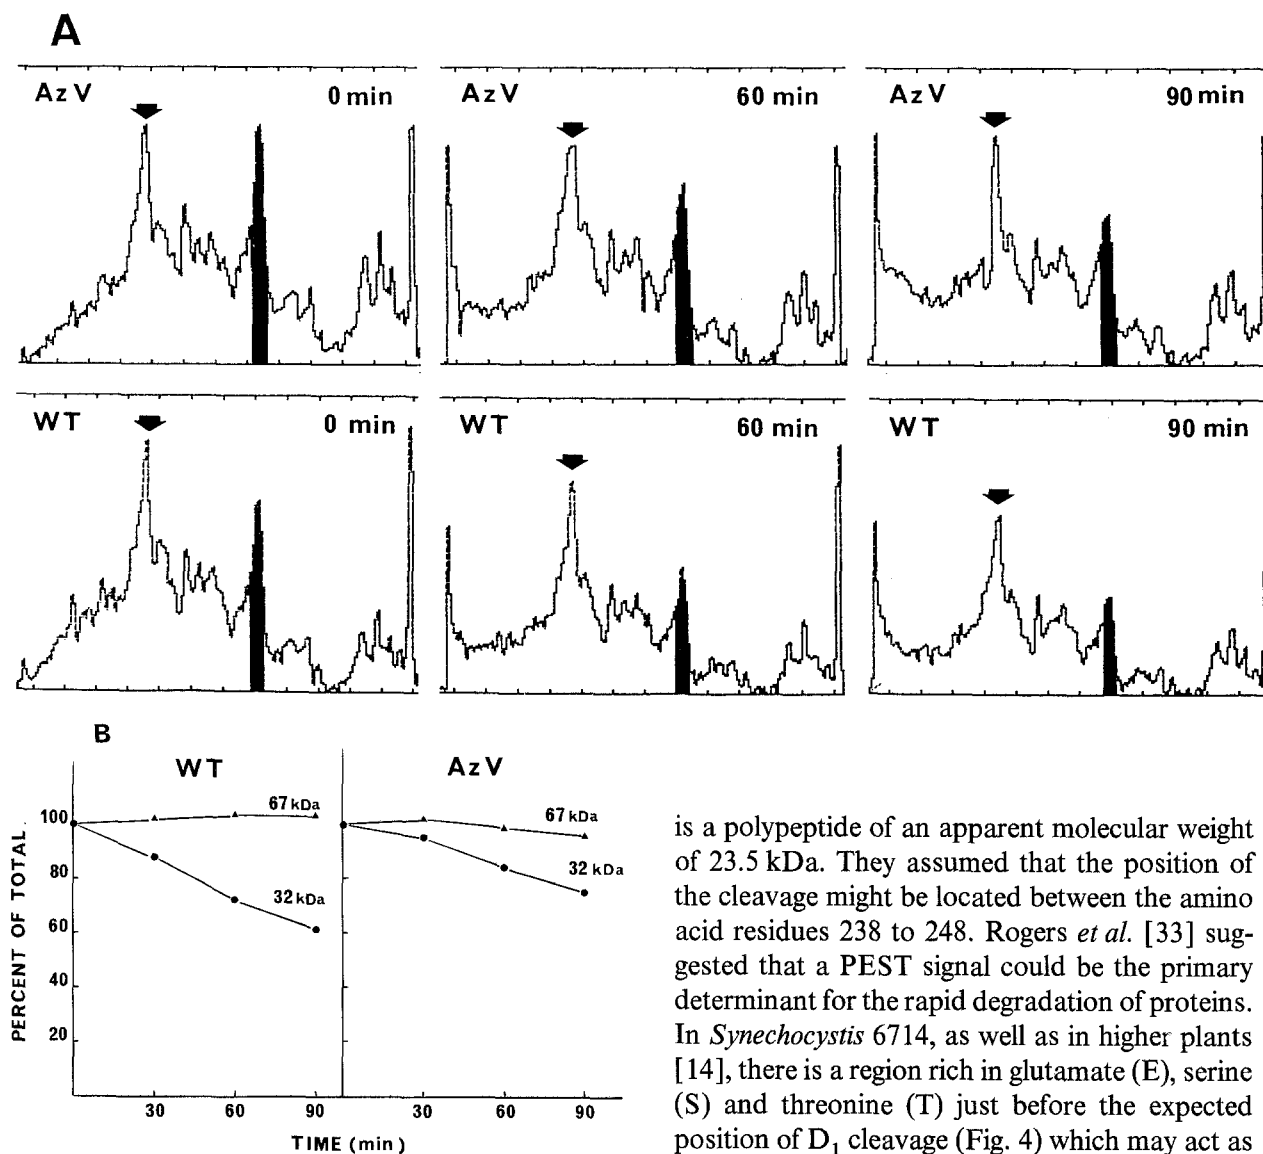 A
AzV 0 min
AzV 60 min
AzV 90 min
WT 0 min
WT 60 min
WT 90 min
B
WT
AzV
PERCENT OF TOTAL
100
80
60
40
20
67 kDa
32 kDa
67 kDa
32 kDa
30 60 90 30 60 90
TIME (min)
is a polypeptide of an apparent molecular weight
of 23.5 kDa. They assumed that the position of
the cleavage might be located between the amino
acid residues 238 to 248. Rogers et al. [33] sug-
gested that a PEST signal could be the primary
determinant for the rapid degradation of proteins.
In Synechocystis 6714, as well as in higher plants
[14], there is a region rich in glutamate (E), serine
(S) and threonine (T) just before the expected
position of D₁ cleavage (Fig. 4) which may act as